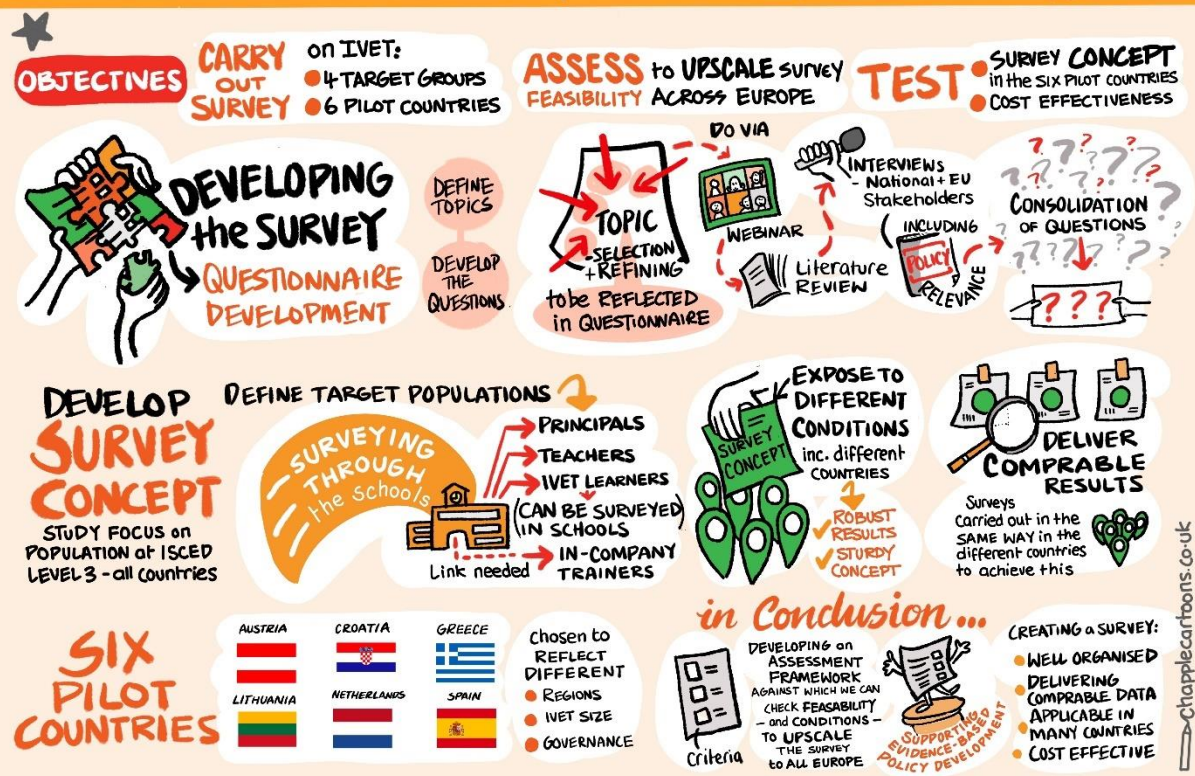 OBJECTINES
CARRY
OUT
SURVEY
on IVET:
4 TARGET GROUPS
6 PILOT COUNTRIES
ASSESS to UPSCALE SURVEY
FEASIBILITY ACROSS EUROPE
TEST
SURVEY CONCEPT
in the SIX PILOT COUNTRIES
COST EFFECTIVENESS
DEVELOPING
the SURVEY
QUESTIONNAIRE
DEVELOPMENT
DEFINE
TOPICS
DEVELOP
THE
QUESTIONS
TOPIC
-SELECTION
+REFINING
to be REFLECTED
in QUESTIONNAIRE
DO VIA
WEBINAR
Literature
REVIEW
INTERVIEWS
- National + EU
Stakeholders
INCLUDING
POLICY
RELEVANCE
CONSOLIDATION
OF QUESTIONS
? ? ?
DEVELOP
SURVEY
CONCEPT
STUDY FOCUS on
POPULATION at ISCED
LEVEL 3 - all countries
DEFINE TARGET POPULATIONS
SURVEYING
THROUGH
the Schools
PRINCIPALS
TEACHERS
IVET LEARNERS
(CAN BE SURVEYED
IN SCHOOLS
Link needed
IN-COMPANY
TRAINERS
SURVEY
CONCEPT
EXPOSE TO
DIFFERENT
CONDITIONS
inc. different
COUNTRIES
ROBUST
RESULTS
STURDY
CONCEPT
DELIVER
COMPRABLE
RESULTS
Surveys
Carried out in the
SAME WAY in the
different countries
to achieve this
SIX
PILOT
COUNTRIES
AUSTRIA
CROATIA
GREECE
LITHUANIA
NETHERLANDS
SPAIN
Chosen to
REFLECT
DIFFERENT
REGIONS
IVET SIZE
GOVERNANCE
in Conclusion...
Criteria
DEVELOPING an
ASSESSMENT
FRAMEWORK
AGAINST WHICH WE CAN
CHECK FEASABILITY
- and CONDITIONS -
TO UPSCALE
THE SURVEY
to ALL EUROPE
SUPPORTING
EVIDENCE-BASED
POLICY DEVELOPMENT
CREATING a SURVEY:
WELL ORGANISED
DELIVERING
COMPRABLE DATA
APPLICABLE IN
MANY COUNTRIES
COST EFFECTIVE
chapplecartoons.co.uk